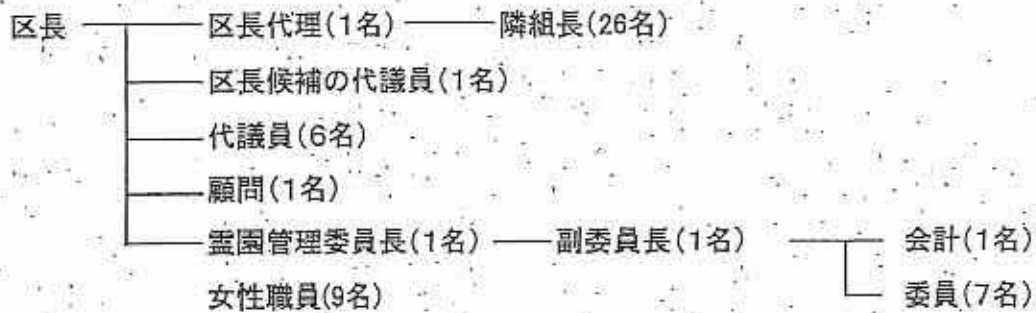 区長 区長代理(1名) 隣組長(26名)
区長候補の代議員(1名)
代議員(6名)
顧問(1名)
霊園管理委員長(1名) 副委員長(1名) 会計(1名)
女性職員(9名) 委員(7名)